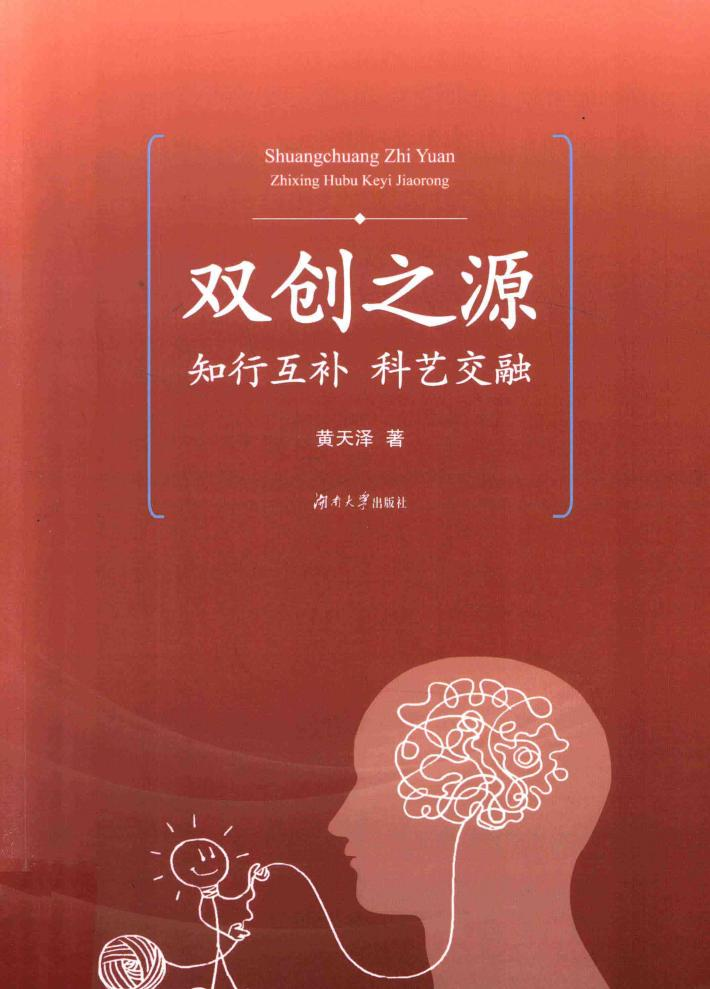 Shuangchuang Zhi Yuan
Zhixing Hubu Keyi Jiaorong
双创之源
知行互补 科艺交融
黄天泽 著
湖南大学出版社